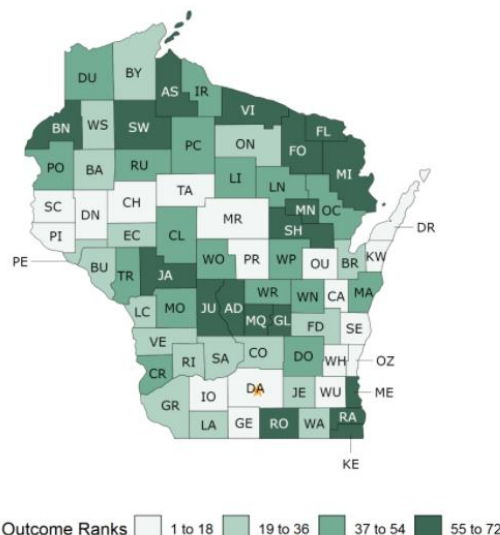 BY
DU
AS
IR
VI
BN
WS
SW
FL
ON
FO
PC
MI
PO
BA
RU
LI
LN
TA
SC
DN
CH
MR
MN
OC
PI
EC
CL
SH
DR
PE
BU
TR
JA
WO
PR
WP
OU
BR
KW
LC
MO
JU
AD
WR
WN
CA
MA
MQ
GL
FD
SE
VE
RI
SA
CO
DO
WH
OZ
CR
GR
IO
DA
JE
WU
ME
LA
GE
RO
WA
RA
KE
Outcome Ranks 1 to 18 19 to 36 37 to 54 55 to 72